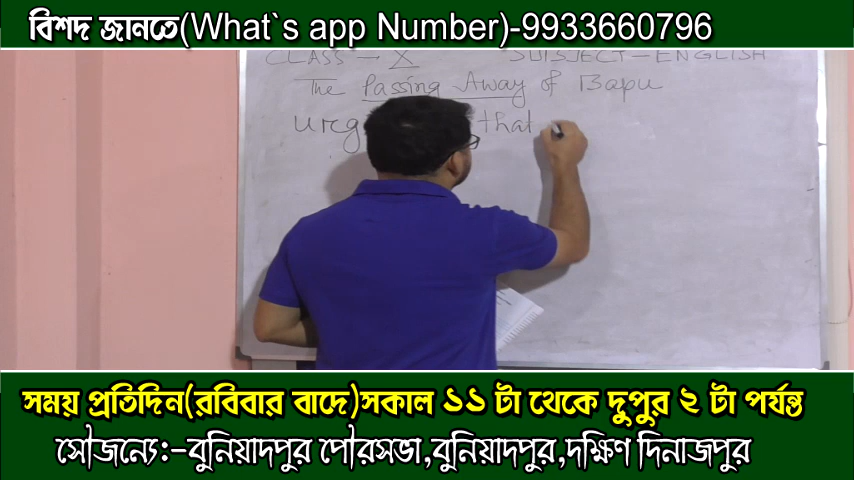 বিশদ জানতে(What`s app Number)-9933660796
CLASS - X SUBJECT - ENGLISH
The Passing Away of Bapu
urg that
সময় প্রতিদিন(রবিবার বাদে)সকাল ১১ টা থেকে দুপুর ২ টা পর্যন্ত
সৌজন্যে:-বুনিয়াদপুর পৌরসভা,বুনিয়াদপুর,দক্ষিণ দিনাজপুর